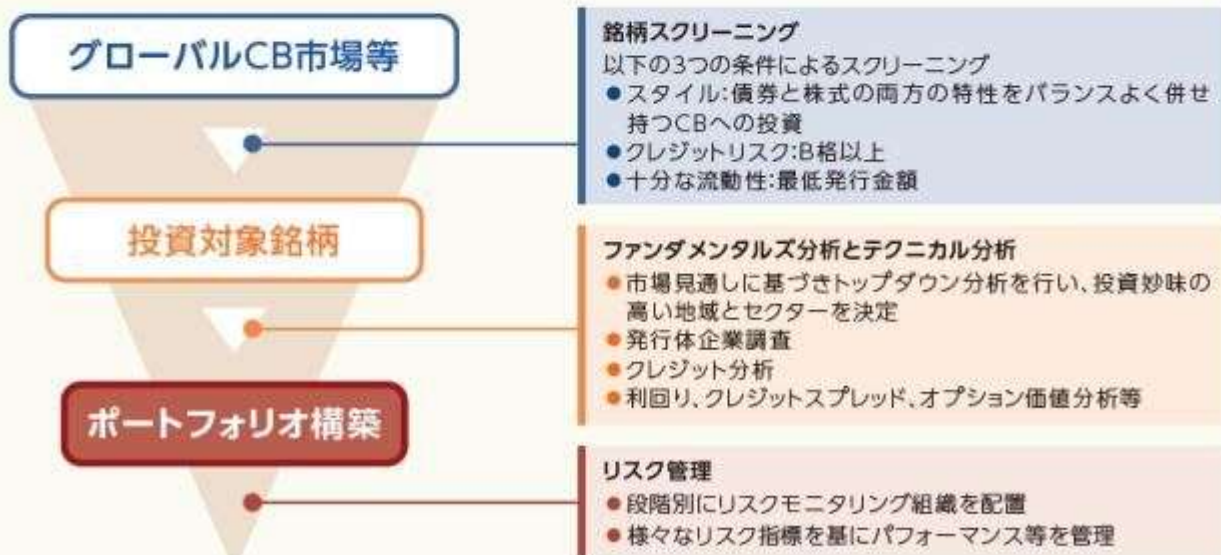 グローバルCB市場等
銘柄スクリーニング
以下の3つの条件によるスクリーニング
●スタイル:債券と株式の両方の特性をバランスよく併せ
持つCBへの投資
●クレジットリスク:B格以上
●十分な流動性:最低発行金額
投資対象銘柄
ファンダメンタルズ分析とテクニカル分析
●市場見通しに基づきトップダウン分析を行い、投資妙味の
高い地域とセクターを決定
●発行体企業調査
●クレジット分析
●利回り、クレジットスプレッド、オプション価値分析等
ポートフォリオ構築
リスク管理
●段階別にリスクモニタリング組織を配置
●様々なリスク指標を基にパフォーマンス等を管理